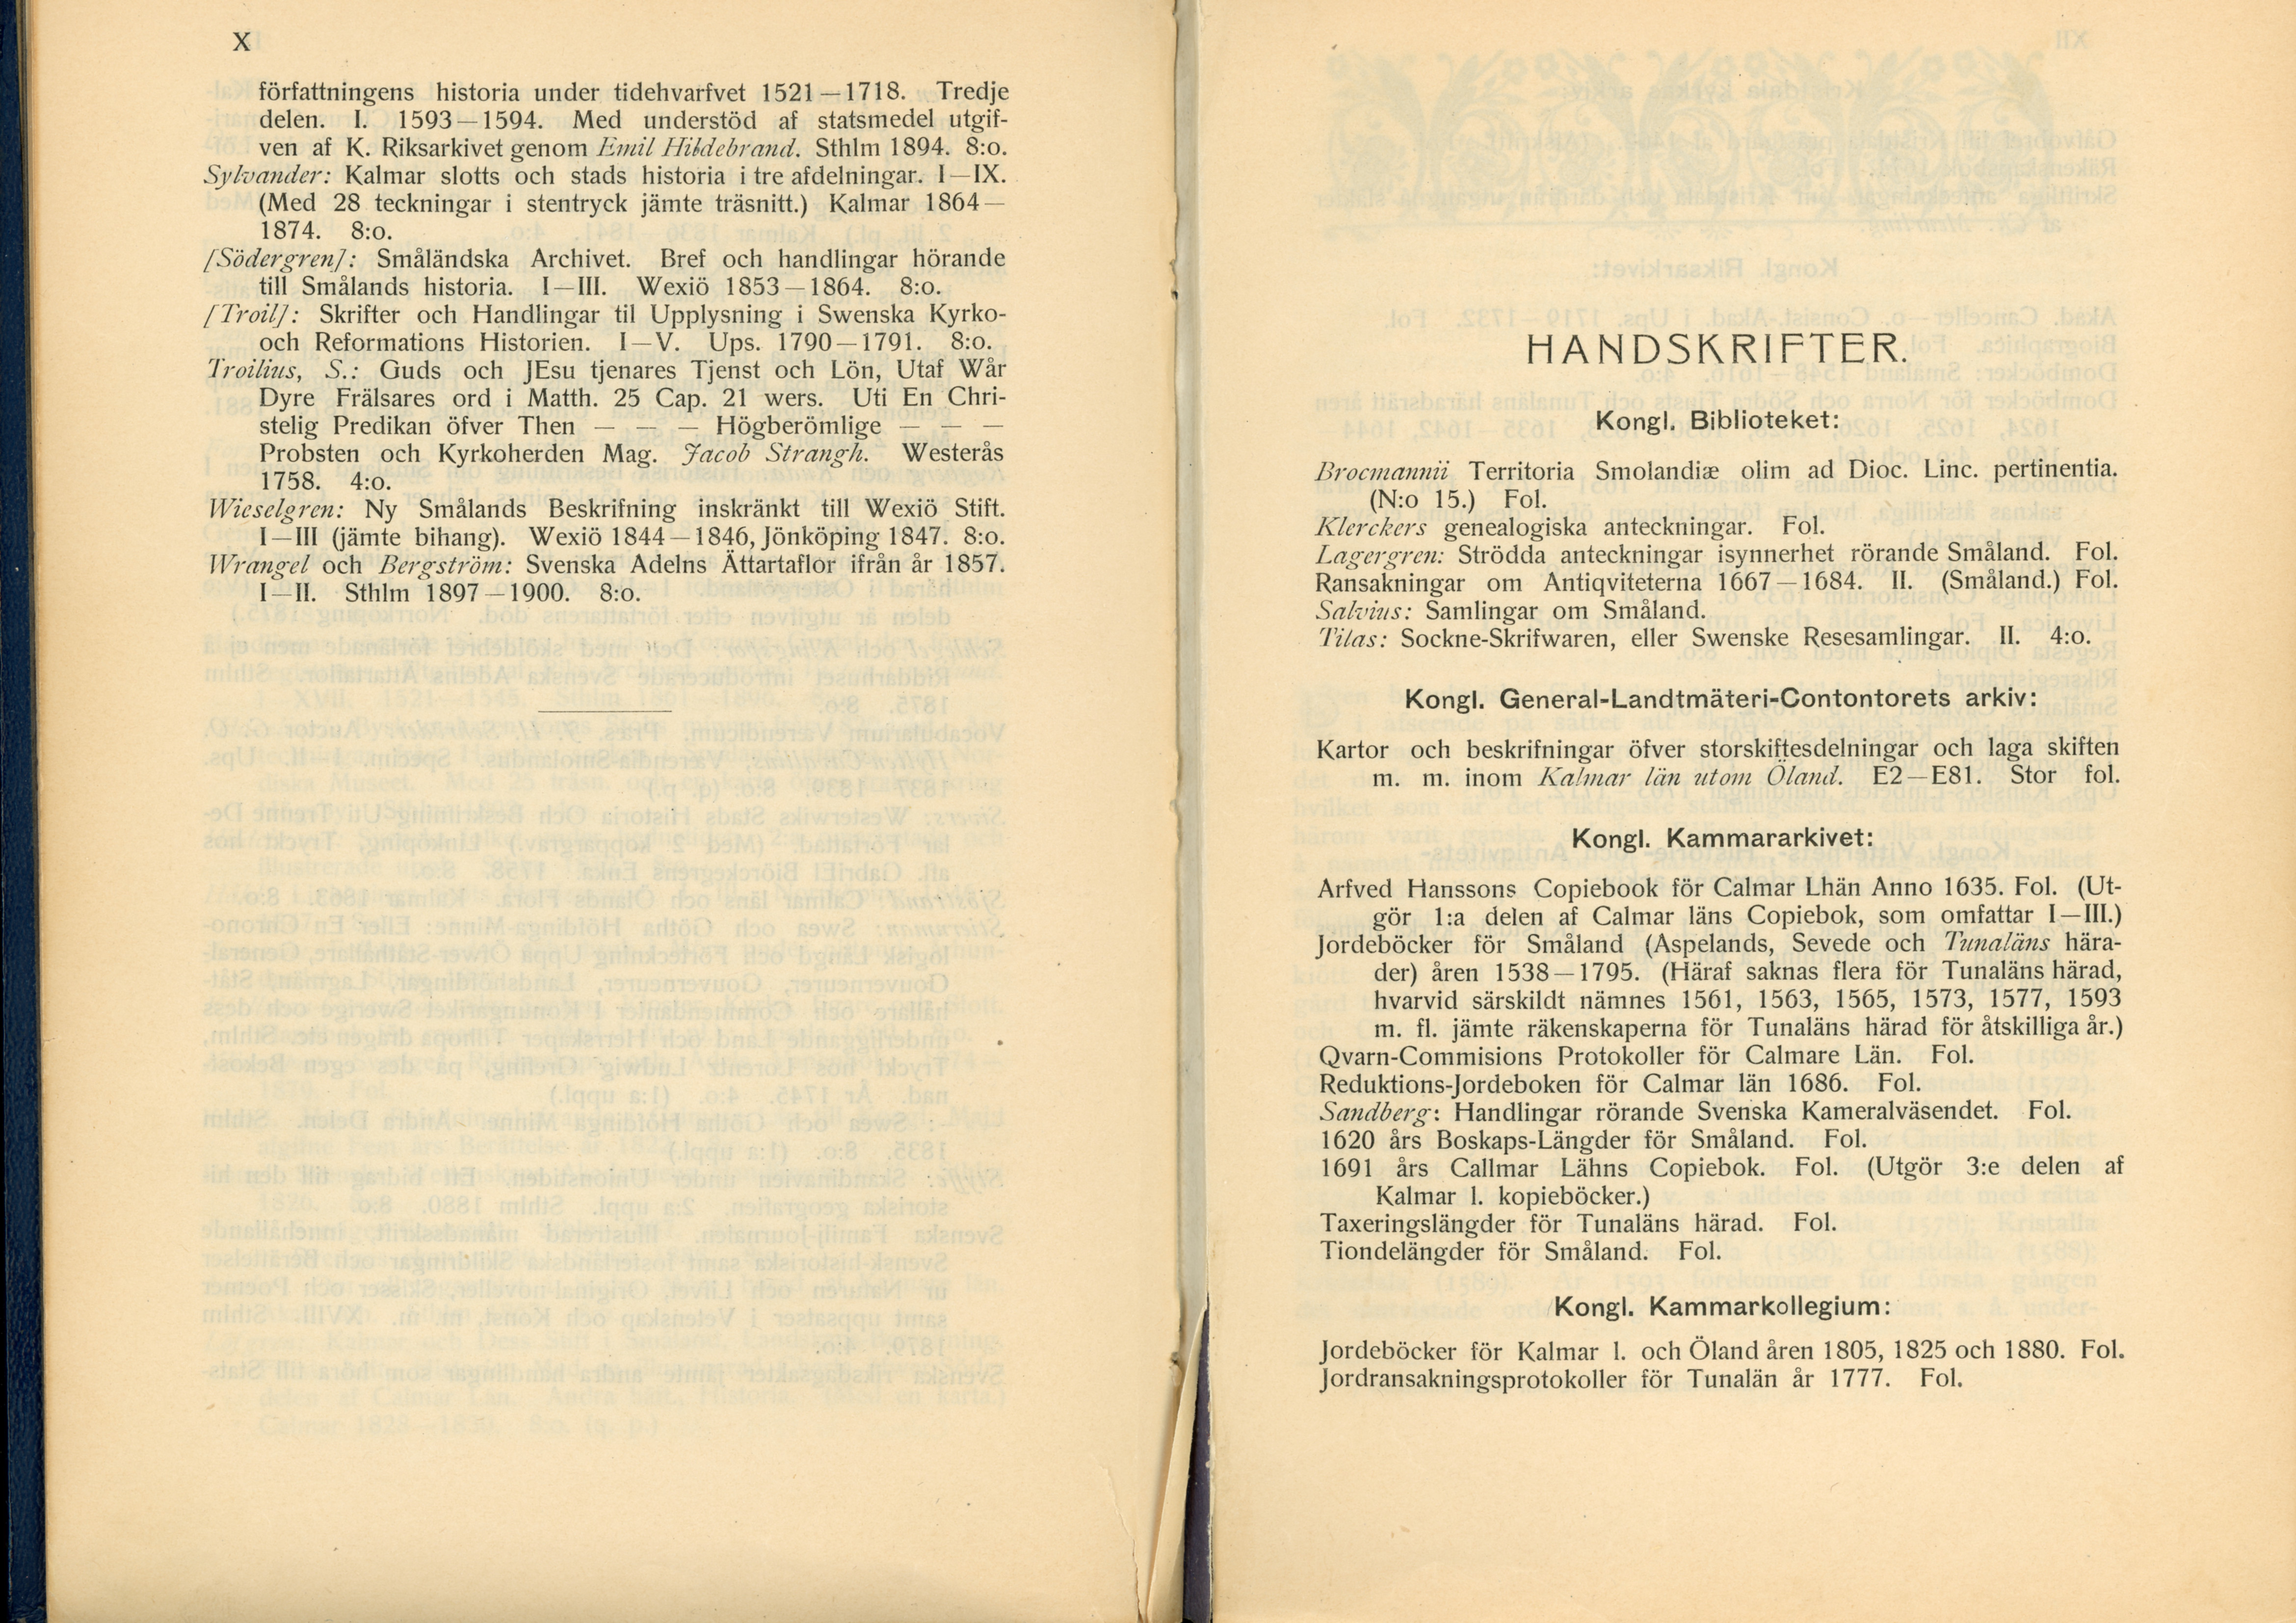 X
författningens historia under tidehvarfvet 1521—1718. Tredje
delen. I. 1593—1594. Med understöd af statsmedel utgif-
ven af K. Riksarkivet genom Emil Hildebrand. Sthlm 1894. 8:o.
Sylvander: Kalmar slotts och stads historia i tre afdelningar. I—IX.
(Med 28 teckningar i stentryck jämte träsnitt.) Kalmar 1864—
1874. 8:o.
[Södergren]: Småländska Archivet. Bref och handlingar hörande
till Smålands historia. I—III. Wexiö 1853—1864. 8:o.
[Troil]: Skrifter och Handlingar til Upplysning i Swenska Kyrko-
och Reformations Historien. I—V. Ups. 1790—1791. 8:o.
Troilius, S.: Guds och JEsu tjenares Tjenst och Lön, Utaf Wår
Dyre Frälsares ord i Matth. 25 Cap. 21 wers. Uti En Chri-
stelig Predikan öfver Then — — — Högberömlige — — —
Probsten och Kyrkoherden Mag. Jacob Strangh. Westerås
1758. 4:o.
Wieselgren: Ny Smålands Beskrifning inskränkt till Wexiö Stift.
I—III (jämte bihang). Wexiö 1844—1846, Jönköping 1847. 8:o.
Wrangel och Bergström: Svenska Adelns Ättartaflor ifrån år 1857.
I—II. Sthlm 1897—1900. 8:o.
HANDSKRIFTER.
Kongl. Biblioteket:
Brocmannii Territoria Smolandiæ olim ad Dioc. Linc. pertinentia.
(N:o 15.) Fol.
Klerckers genealogiska anteckningar. Fol.
Lagergren: Strödda anteckningar isynnerhet rörande Småland. Fol.
Ransakningar om Antiqviteterna 1667—1684. II. (Småland.) Fol.
Salvius: Samlingar om Småland.
Tilas: Sockne-Skrifwaren, eller Swenske Resesamlingar. II. 4:o.
Kongl. General-Landtmäteri-Contontorets arkiv:
Kartor och beskrifningar öfver storskiftesdelningar och laga skiften
m. m. inom Kalmar län utom Öland. E2—E81. Stor fol.
Kongl. Kammararkivet:
Arfved Hanssons Copiebook för Calmar Lhän Anno 1635. Fol. (Ut-
gör 1:a delen af Calmar läns Copiebok, som omfattar I—III.)
Jordeböcker för Småland (Aspelands, Sevede och Tunaläns hära-
der) åren 1538—1795. (Häraf saknas flera för Tunaläns härad,
hvarvid särskildt nämnes 1561, 1563, 1565, 1573, 1577, 1593
m. fl. jämte räkenskaperna för Tunaläns härad för åtskilliga år.)
Qvarn-Commisions Protokoller för Calmare Län. Fol.
Reduktions-Jordeboken för Calmar län 1686. Fol.
Sandberg: Handlingar rörande Svenska Kameralväsendet. Fol.
1620 års Boskaps-Längder för Småland. Fol.
1691 års Callmar Lähns Copiebok. Fol. (Utgör 3:e delen af
Kalmar l. kopieböcker.)
Taxeringslängder för Tunaläns härad. Fol.
Tiondelängder för Småland. Fol.
Kongl. Kammarkollegium:
Jordeböcker för Kalmar l. och Öland åren 1805, 1825 och 1880. Fol.
Jordransakningsprotokoller för Tunalän år 1777. Fol.